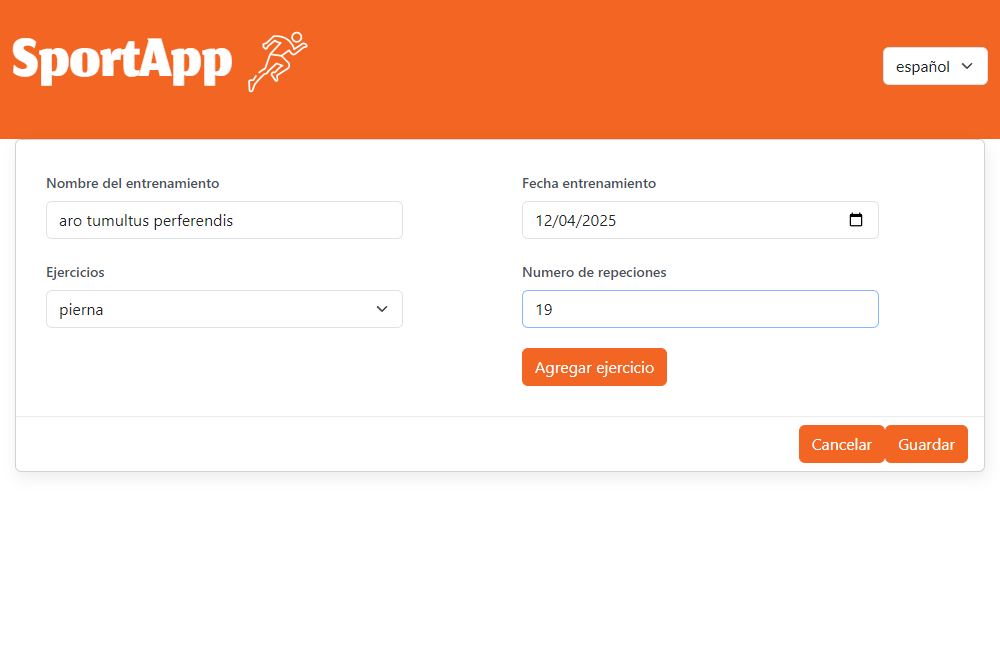 SportApp
español
Nombre del entrenamiento
Fecha entrenamiento
aro tumultus perferendis
12/04/2025
Ejercicios
Numero de repeciones
pierna
19
Agregar ejercicio
Cancelar
Guardar